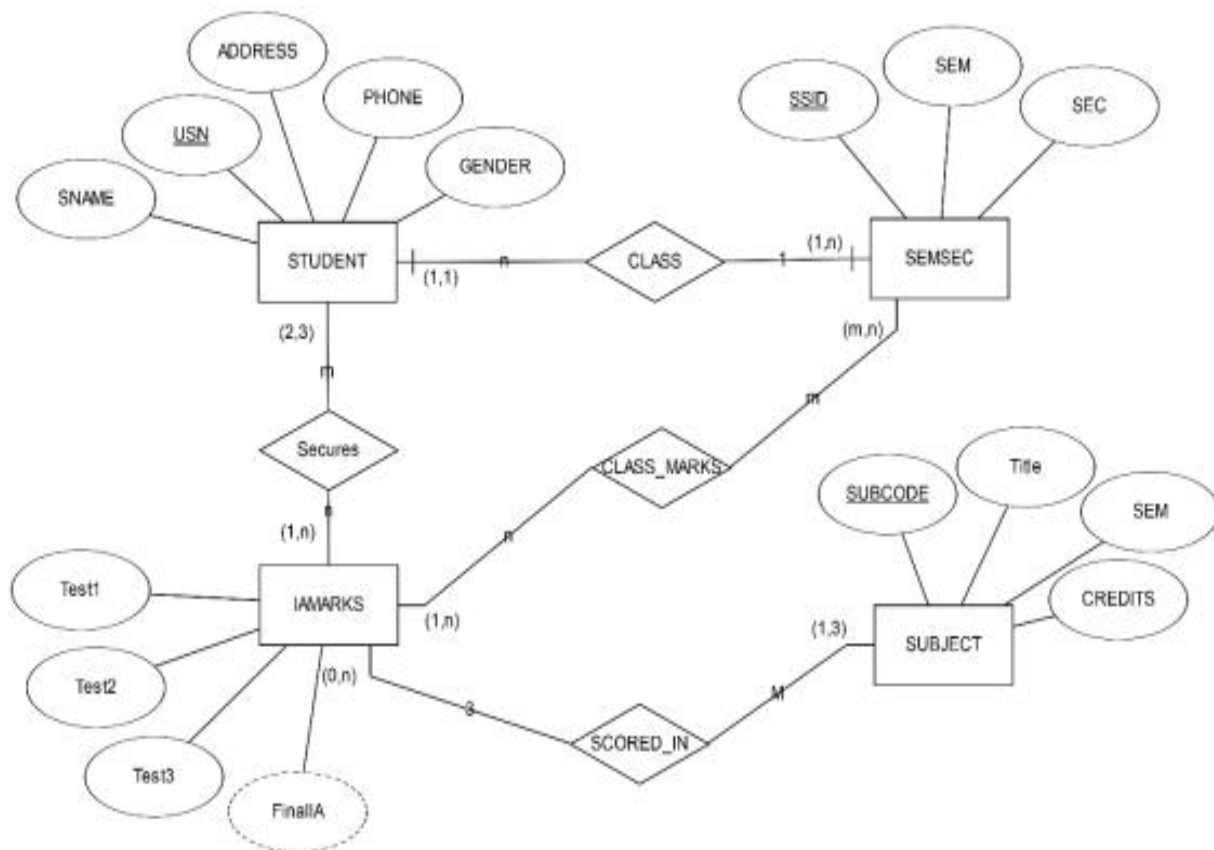 ADDRESS
SEM
PHONE
SSID
SEC
USN
GENDER
SNAME
STUDENT
n
CLASS
1
(1,n)
SEMSEC
(1,1)
(2,3)
(m,n)
m
m
Secures
CLASS_MARKS
Title
SUBCODE
SEM
n
(1,n)
n
Test1
IAMARKS
CREDITS
(1,n)
(1,3)
SUBJECT
Test2
(0,n)
3
M
SCORED_IN
Test3
FinalIA